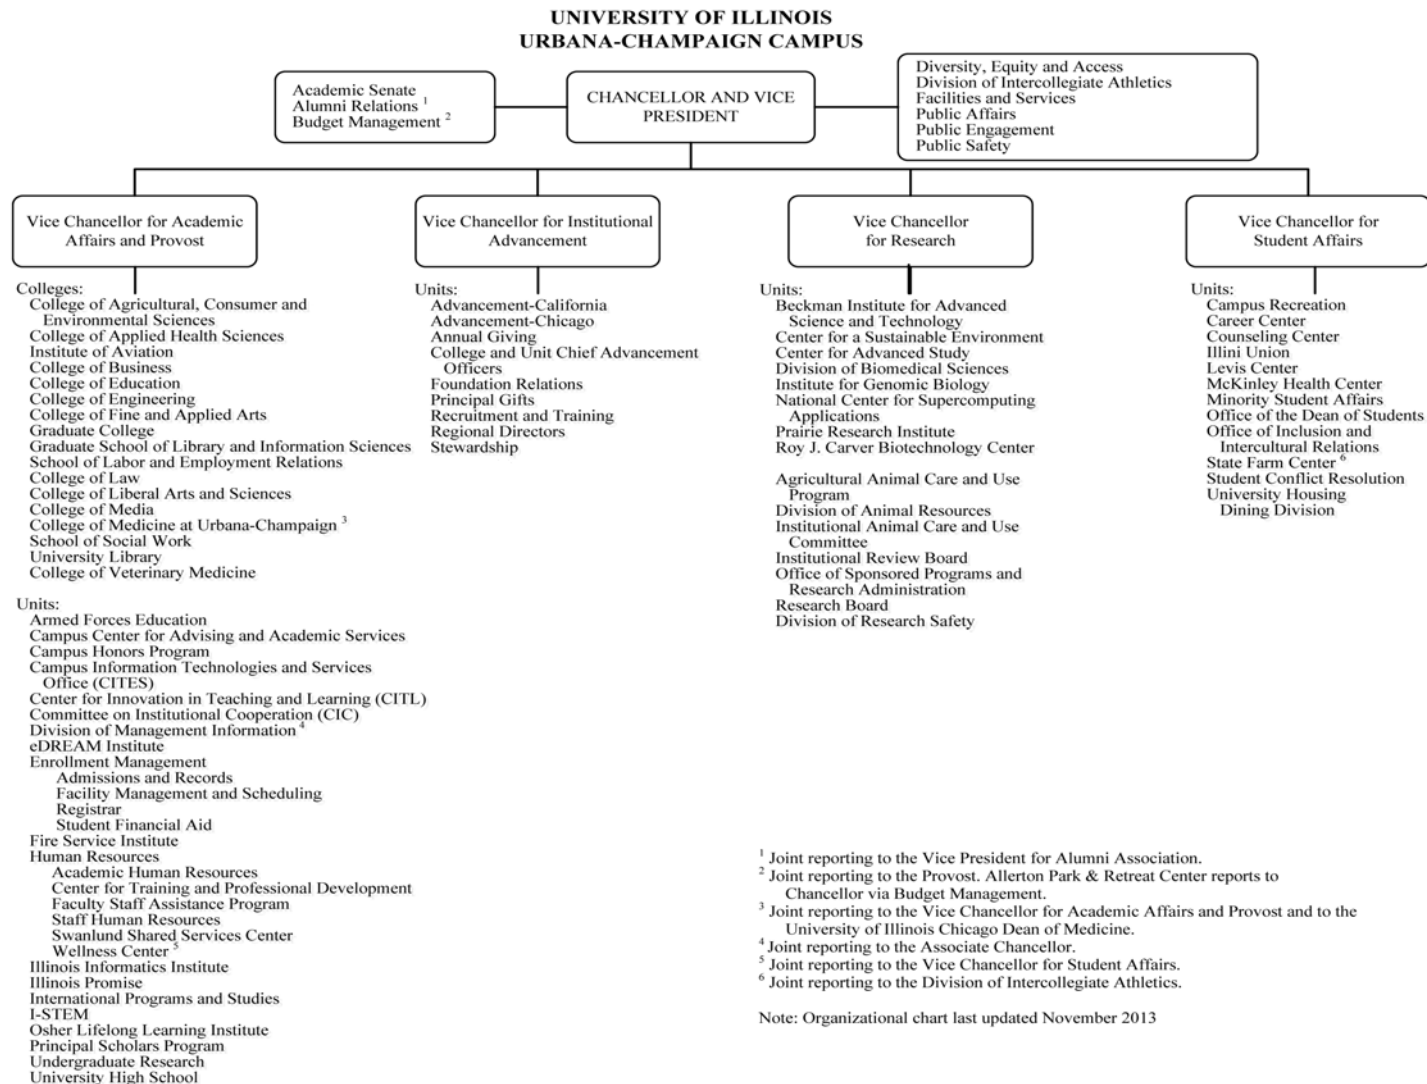 UNIVERSITY OF ILLINOIS
URBANA-CHAMPAIGN CAMPUS
Academic Senate
Alumni Relations 1
Budget Management 2
CHANCELLOR AND VICE
PRESIDENT
Diversity, Equity and Access
Division of Intercollegiate Athletics
Facilities and Services
Public Affairs
Public Engagement
Public Safety
Vice Chancellor for Academic
Affairs and Provost
Colleges:
College of Agricultural, Consumer and
Environmental Sciences
College of Applied Health Sciences
Institute of Aviation
College of Business
College of Education
College of Engineering
College of Fine and Applied Arts
Graduate College
Graduate School of Library and Information Sciences
School of Labor and Employment Relations
College of Law
College of Liberal Arts and Sciences
College of Media
College of Medicine at Urbana-Champaign 3
School of Social Work
University Library
College of Veterinary Medicine
Units:
Armed Forces Education
Campus Center for Advising and Academic Services
Campus Honors Program
Campus Information Technologies and Services
Office (CITES)
Center for Innovation in Teaching and Learning (CITL)
Committee on Institutional Cooperation (CIC)
Division of Management Information 4
eDREAM Institute
Enrollment Management
Admissions and Records
Facility Management and Scheduling
Registrar
Student Financial Aid
Fire Service Institute
Human Resources
Academic Human Resources
Center for Training and Professional Development
Faculty Staff Assistance Program
Staff Human Resources
Swanlund Shared Services Center
Wellness Center 5
Illinois Informatics Institute
Illinois Promise
International Programs and Studies
I-STEM
Osher Lifelong Learning Institute
Principal Scholars Program
Undergraduate Research
University High School
Vice Chancellor for Institutional
Advancement
Units:
Advancement-California
Advancement-Chicago
Annual Giving
College and Unit Chief Advancement
Officers
Foundation Relations
Principal Gifts
Recruitment and Training
Regional Directors
Stewardship
Vice Chancellor
for Research
Units:
Beckman Institute for Advanced
Science and Technology
Center for a Sustainable Environment
Center for Advanced Study
Division of Biomedical Sciences
Institute for Genomic Biology
National Center for Supercomputing
Applications
Prairie Research Institute
Roy J. Carver Biotechnology Center
Agricultural Animal Care and Use
Program
Division of Animal Resources
Institutional Animal Care and Use
Committee
Institutional Review Board
Office of Sponsored Programs and
Research Administration
Research Board
Division of Research Safety
Vice Chancellor for
Student Affairs
Units:
Campus Recreation
Career Center
Counseling Center
Illini Union
Levis Center
McKinley Health Center
Minority Student Affairs
Office of the Dean of Students
Office of Inclusion and
Intercultural Relations
State Farm Center 6
Student Conflict Resolution
University Housing
Dining Division
1 Joint reporting to the Vice President for Alumni Association.
2 Joint reporting to the Provost. Allerton Park & Retreat Center reports to
Chancellor via Budget Management.
3 Joint reporting to the Vice Chancellor for Academic Affairs and Provost and to the
University of Illinois Chicago Dean of Medicine.
4 Joint reporting to the Associate Chancellor.
5 Joint reporting to the Vice Chancellor for Student Affairs.
6 Joint reporting to the Division of Intercollegiate Athletics.
Note: Organizational chart last updated November 2013